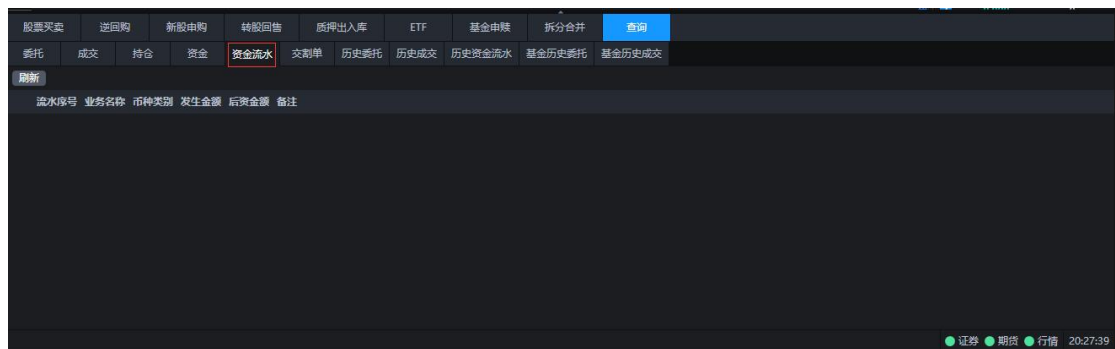 股票买卖 逆回购 新股申购 转股回售 质押出入库 ETF 基金申赎 拆分合并 查询
委托 成交 持仓 资金 资金流水 交割单 历史委托 历史成交 历史资金流水 基金历史委托 基金历史成交
刷新
流水序号 业务名称 币种类别 发生金额 后资金额 备注
证券 期货 行情 20:27:39